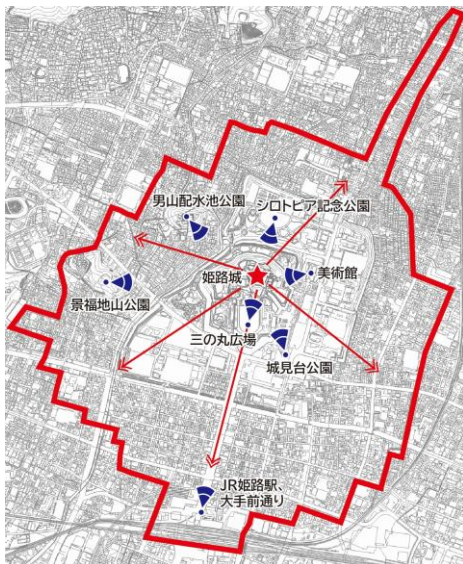 男山配水池公園
シロトピア記念公園
姫路城
美術館
景福寺山公園
三の丸広場
城見台公園
JR姫路駅、
大手前通り